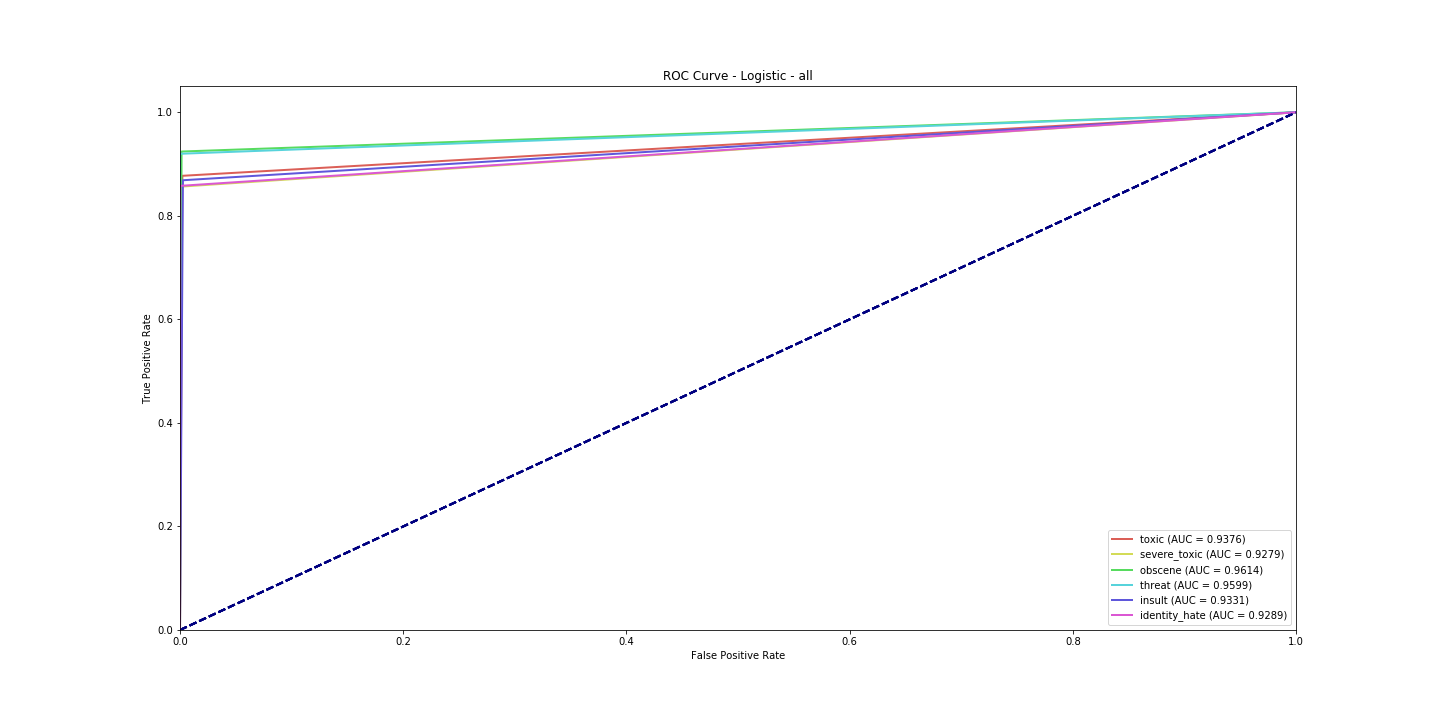 ROC Curve - Logistic - all
1.0
0.8
0.6
0.4
0.2
0.0
True Positive Rate
0.0 0.2 0.4 0.6 0.8 1.0
False Positive Rate
toxic (AUC = 0.9376)
severe_toxic (AUC = 0.9279)
obscene (AUC = 0.9614)
threat (AUC = 0.9599)
insult (AUC = 0.9331)
identity_hate (AUC = 0.9289)